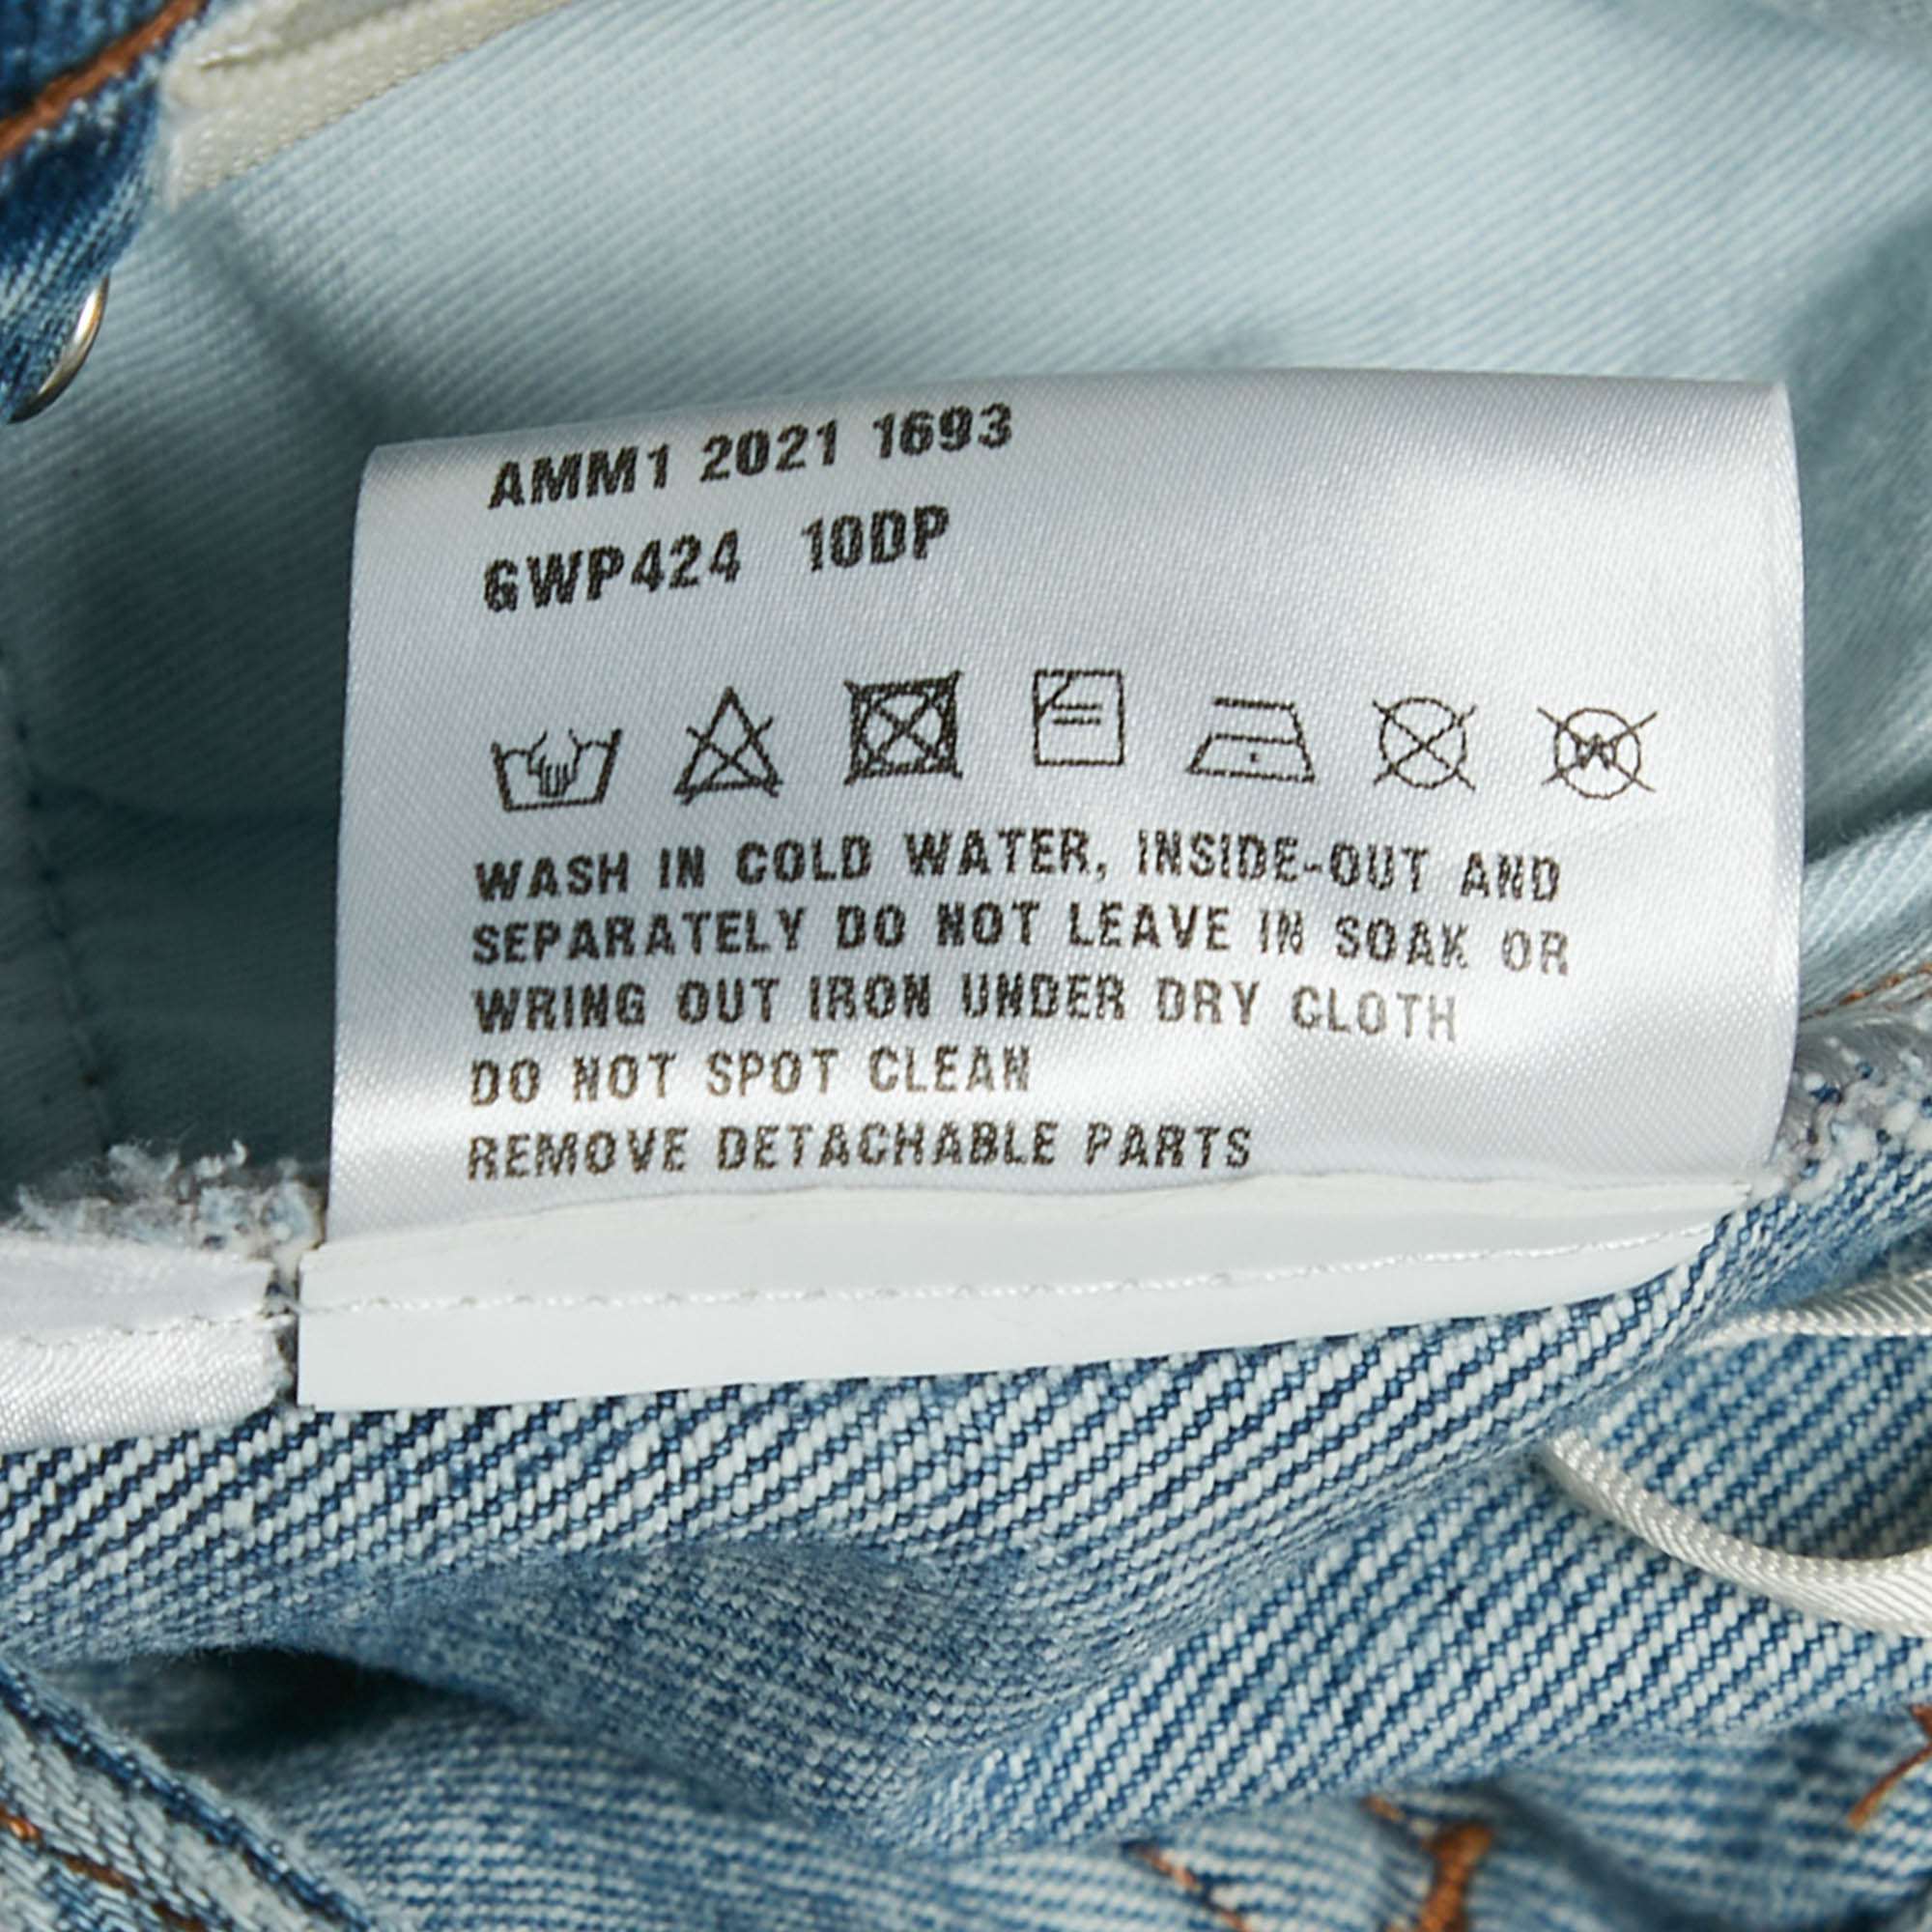 AMM1 2021 1693
GWP424 10DP
WASH IN COLD WATER, INSIDE-OUT AND
SEPARATELY DO NOT LEAVE IN SOAK OR
WRING OUT IRON UNDER DRY CLOTH
DO NOT SPOT CLEAN
REMOVE DETACHABLE PARTS